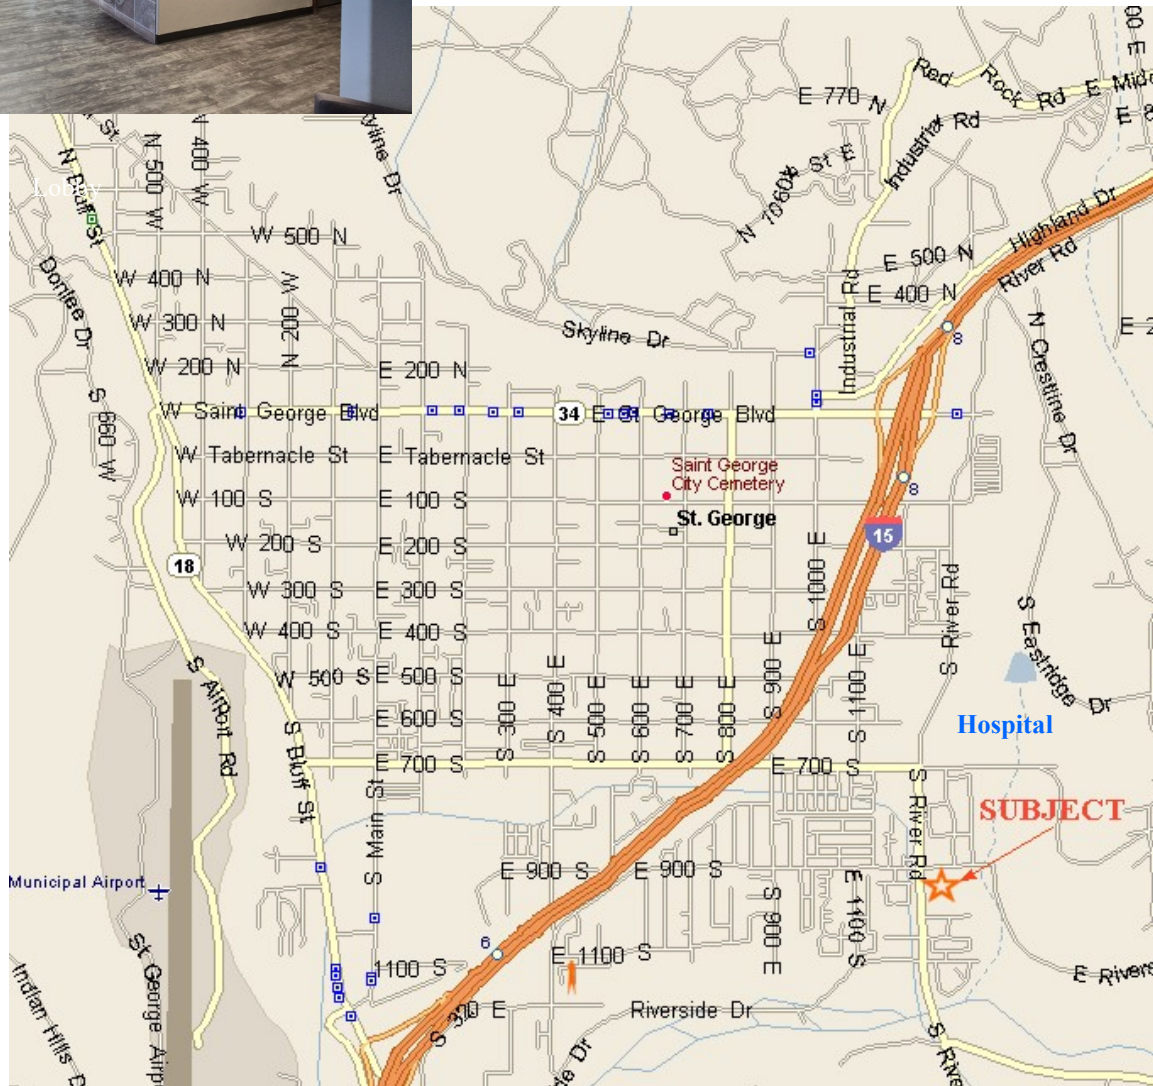 Lobby
E 770 N
Red Rock Rd
Industrial Rd
N Bluff St
N 500 W
N 400 W
W 500 N
Highland Dr
River Rd
E 500 N
Donlee Dr
W 400 N
E 400 N
N 200 W
W 300 N
Skyline Dr
Industrial Rd
N Crestline Dr
8
W 200 N
E 200 N
S 660 W
W Saint George Blvd
34
E St George Blvd
W Tabernacle St
E Tabernacle St
Saint George
City Cemetery
W 100 S
E 100 S
8
St. George
15
W 200 S
E 200 S
S 1000 E
18
W 300 S
E 300 S
S River Rd
W 400 S
E 400 S
S Eastridge Dr
W 500 S
E 500 S
S Airport Rd
E 600 S
S 300 E
S 400 E
S 500 E
S 600 E
S 700 E
S 800 E
S 900 E
S 1100 E
Hospital
S Bluff St
E 700 S
E 700 S
S Main St
S River Rd
SUBJECT
Municipal Airport
E 900 S
E 900 S
S 900 E
E 1100 S
6
1100 S
E 1100 S
Riverside Dr
Indian Hills
St George